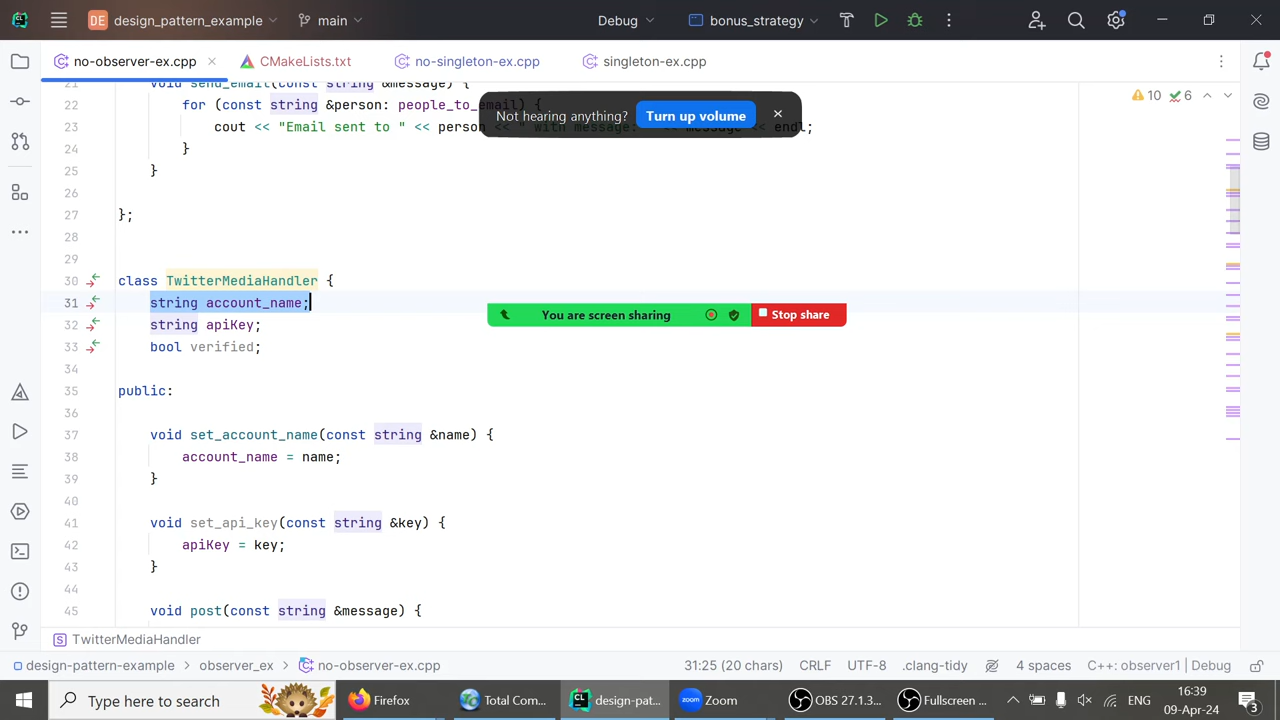 DE design_pattern_example main Debug bonus_strategy
no-observer-ex.cpp CMakeLists.txt no-singleton-ex.cpp singleton-ex.cpp
21 void send_email(const string &message) {
22 for (const string &person: people_to_email) {
Not hearing anything? Turn up volume
10 6
23 cout << "Email sent to " << person << " with message: " << message << endl;
24 }
25 }
26
27 };
28
29
30 class TwitterMediaHandler {
31 string account_name;
You are screen sharing Stop share
32 string apiKey;
33 bool verified;
34
35 public:
36
37 void set_account_name(const string &name) {
38 account_name = name;
39 }
40
41 void set_api_key(const string &key) {
42 apiKey = key;
43 }
44
45 void post(const string &message) {
S TwitterMediaHandler
design-pattern-example observer_ex no-observer-ex.cpp 31:25 (20 chars) CRLF UTF-8 .clang-tidy 4 spaces C++: observer1 | Debug
Type here to search Firefox Total Com... design-pat... Zoom OBS 27.1.3... Fullscreen ... ENG 16:39
09-Apr-24 3